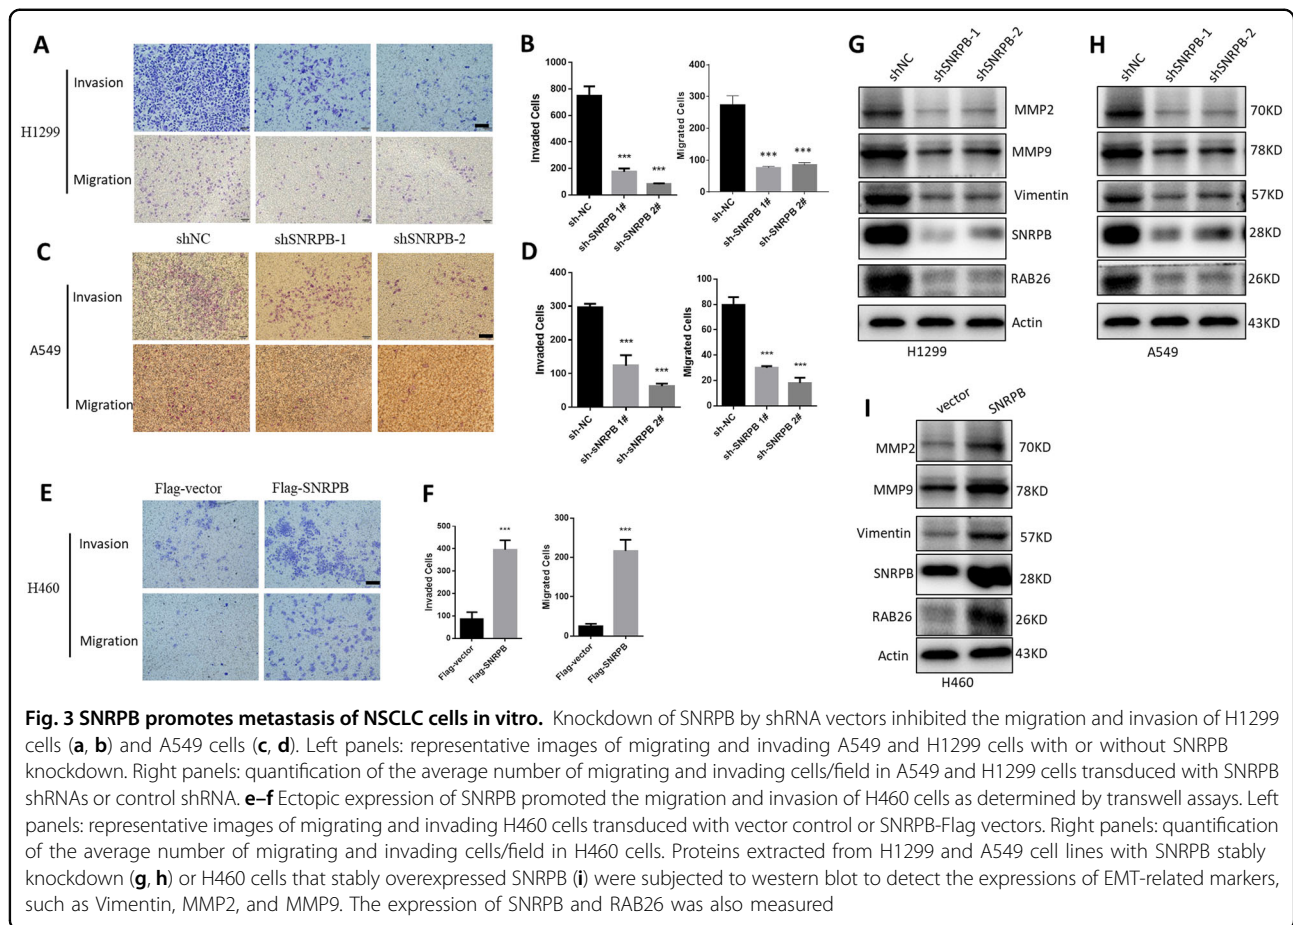 A
Invasion
H1299
Migration
B
Invaded Cells
1000
800
600
400
200
0
***
***
sh-NC
sh-SNRPB 1#
sh-SNRPB 2#
Migrated Cells
400
300
200
100
0
***
***
sh-NC
sh-SNRPB 1#
sh-SNRPB 2#
shNC
shSNRPB-1
shSNRPB-2
C
Invasion
A549
Migration
D
Invaded Cells
400
300
200
100
0
***
***
sh-NC
sh-sNRPB 1#
sh-sNRPB 2#
Migrated Cells
100
80
60
40
20
0
***
***
sh-NC
sh-SNRPB 1#
sh-SNRPB 2#
E
Flag-vector
Flag-SNRPB
Invasion
H460
Migration
F
Invaded Cells
500
400
300
200
100
0
***
Flag-vector
Flag-SNRPB
Migrated Cells
300
200
100
0
***
Flag-vector
Flag-SNRPB
G
shNC
shSNRPB-1
shSNRPB-2
MMP2
MMP9
Vimentin
SNRPB
RAB26
Actin
H1299
H
shNC
shSNRPB-1
shSNRPB-2
70KD
78KD
57KD
28KD
26KD
43KD
A549
I
vector
SNRPB
MMP2
70KD
MMP9
78KD
Vimentin
57KD
SNRPB
28KD
RAB26
26KD
Actin
43KD
H460
Fig. 3 SNRPB promotes metastasis of NSCLC cells in vitro. Knockdown of SNRPB by shRNA vectors inhibited the migration and invasion of H1299
cells (a, b) and A549 cells (c, d). Left panels: representative images of migrating and invading A549 and H1299 cells with or without SNRPB
knockdown. Right panels: quantification of the average number of migrating and invading cells/field in A549 and H1299 cells transduced with SNRPB
shRNAs or control shRNA. e–f Ectopic expression of SNRPB promoted the migration and invasion of H460 cells as determined by transwell assays. Left
panels: representative images of migrating and invading H460 cells transduced with vector control or SNRPB-Flag vectors. Right panels: quantification
of the average number of migrating and invading cells/field in H460 cells. Proteins extracted from H1299 and A549 cell lines with SNRPB stably
knockdown (g, h) or H460 cells that stably overexpressed SNRPB (i) were subjected to western blot to detect the expressions of EMT-related markers,
such as Vimentin, MMP2, and MMP9. The expression of SNRPB and RAB26 was also measured